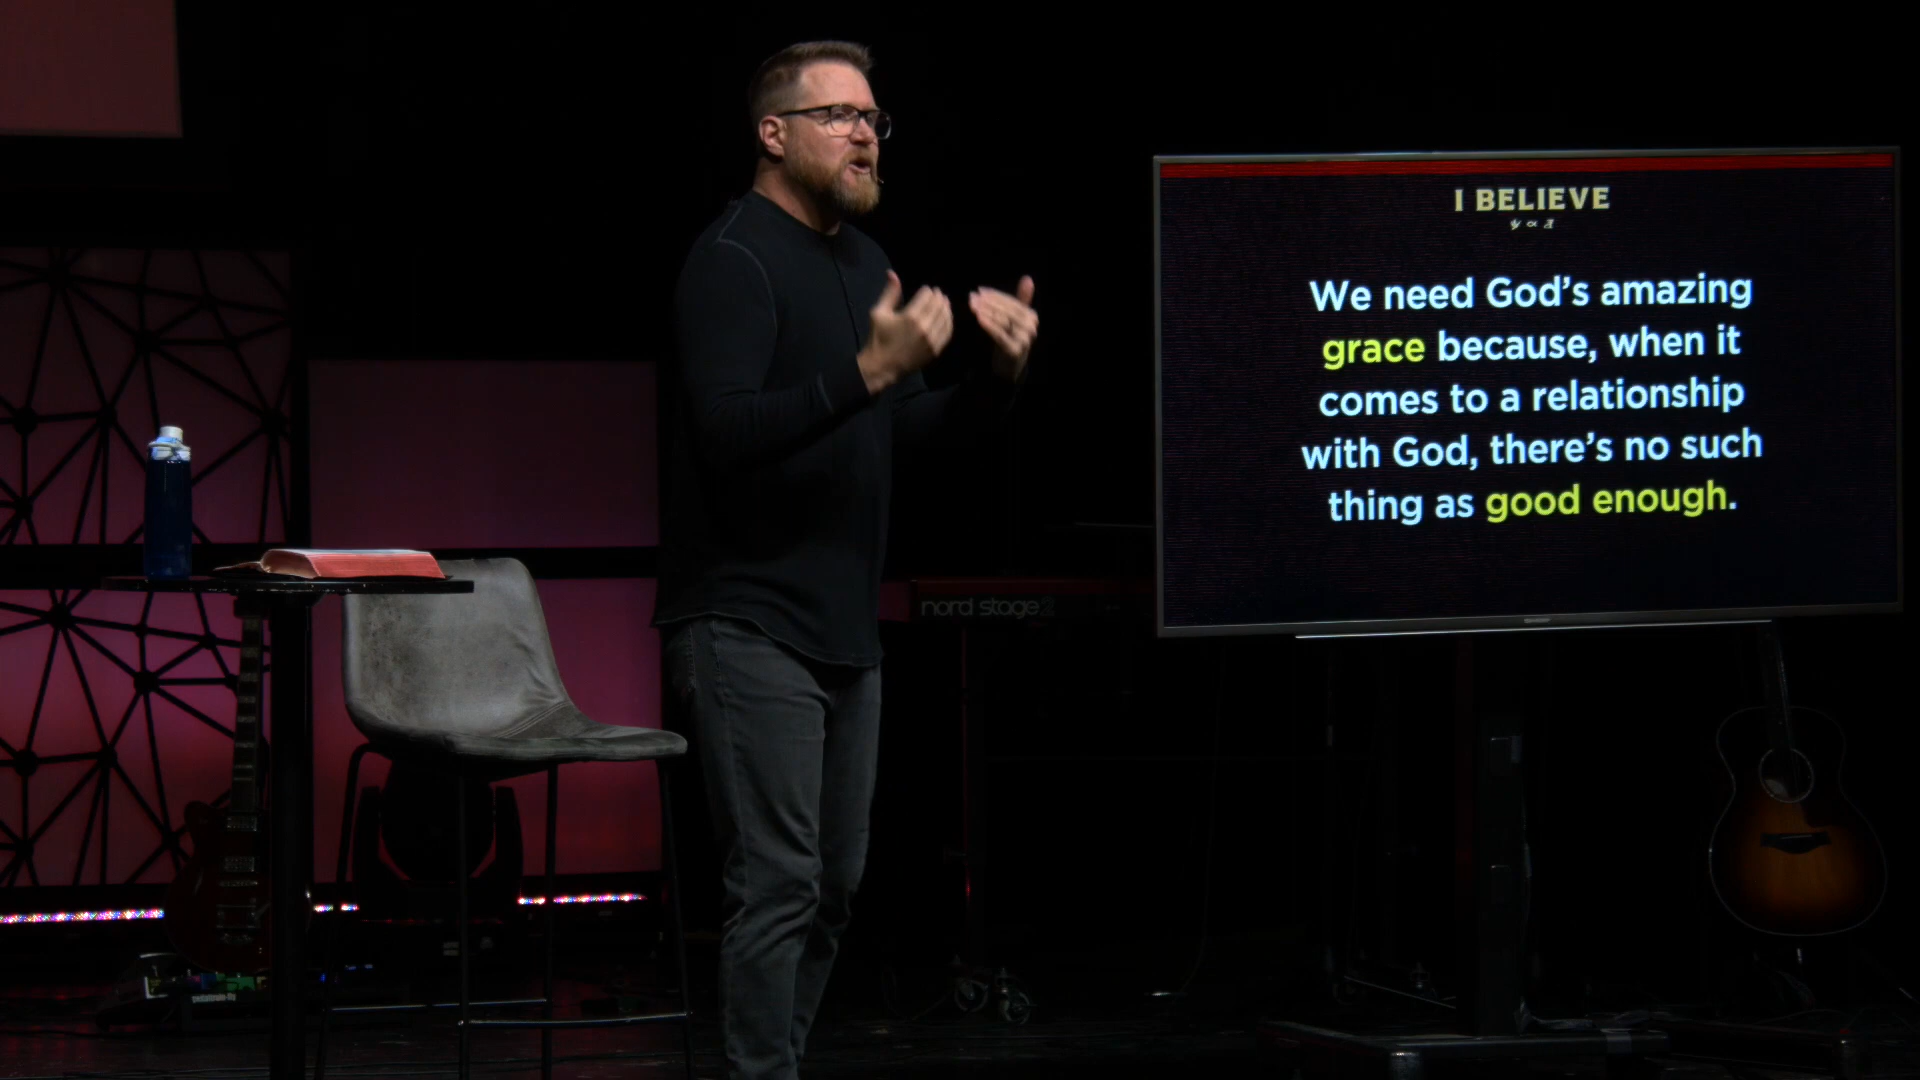 I BELIEVE
We need God's amazing
grace because, when it
comes to a relationship
with God, there's no such
thing as good enough.
nord stage